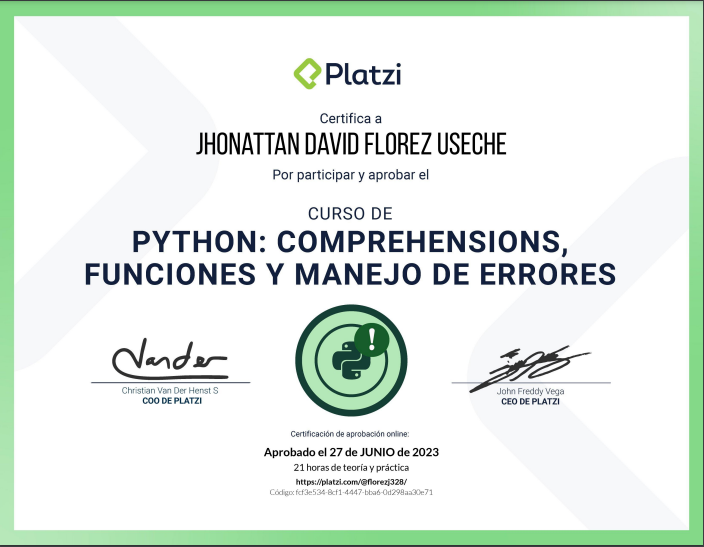 Platzi
Certifica a
JHONATTAN DAVID FLOREZ USECHE
Por participar y aprobar el
CURSO DE
PYTHON: COMPREHENSIONS,
FUNCIONES Y MANEJO DE ERRORES
Vander
Christian Van Der Henst S
COO DE PLATZI
John Freddy Vega
CEO DE PLATZI
Certificación de aprobación online:
Aprobado el 27 de JUNIO de 2023
21 horas de teoría y práctica
https://platzi.com/@florezj328/
Código: fcf3e534-8cf1-4447-bba6-0d298aa30e71